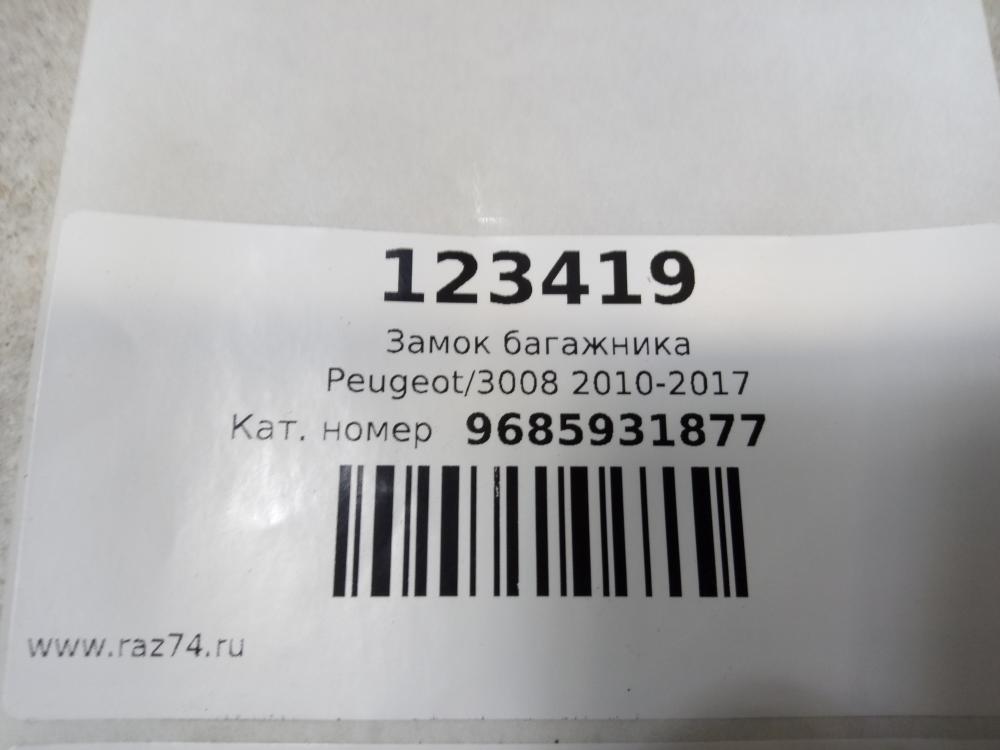 123419
Замок багажника
Peugeot/3008 2010-2017
Кат. номер 9685931877
www.raz74.ru